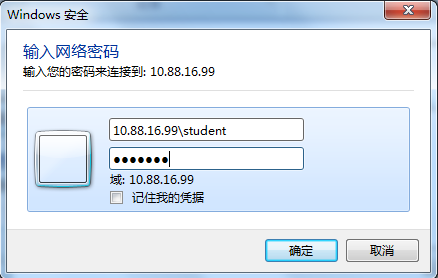 Windows 安全
输入网络密码
输入您的密码来连接到: 10.88.16.99
10.88.16.99\student
●●●●●●●
域: 10.88.16.99
记住我的凭据
确定
取消